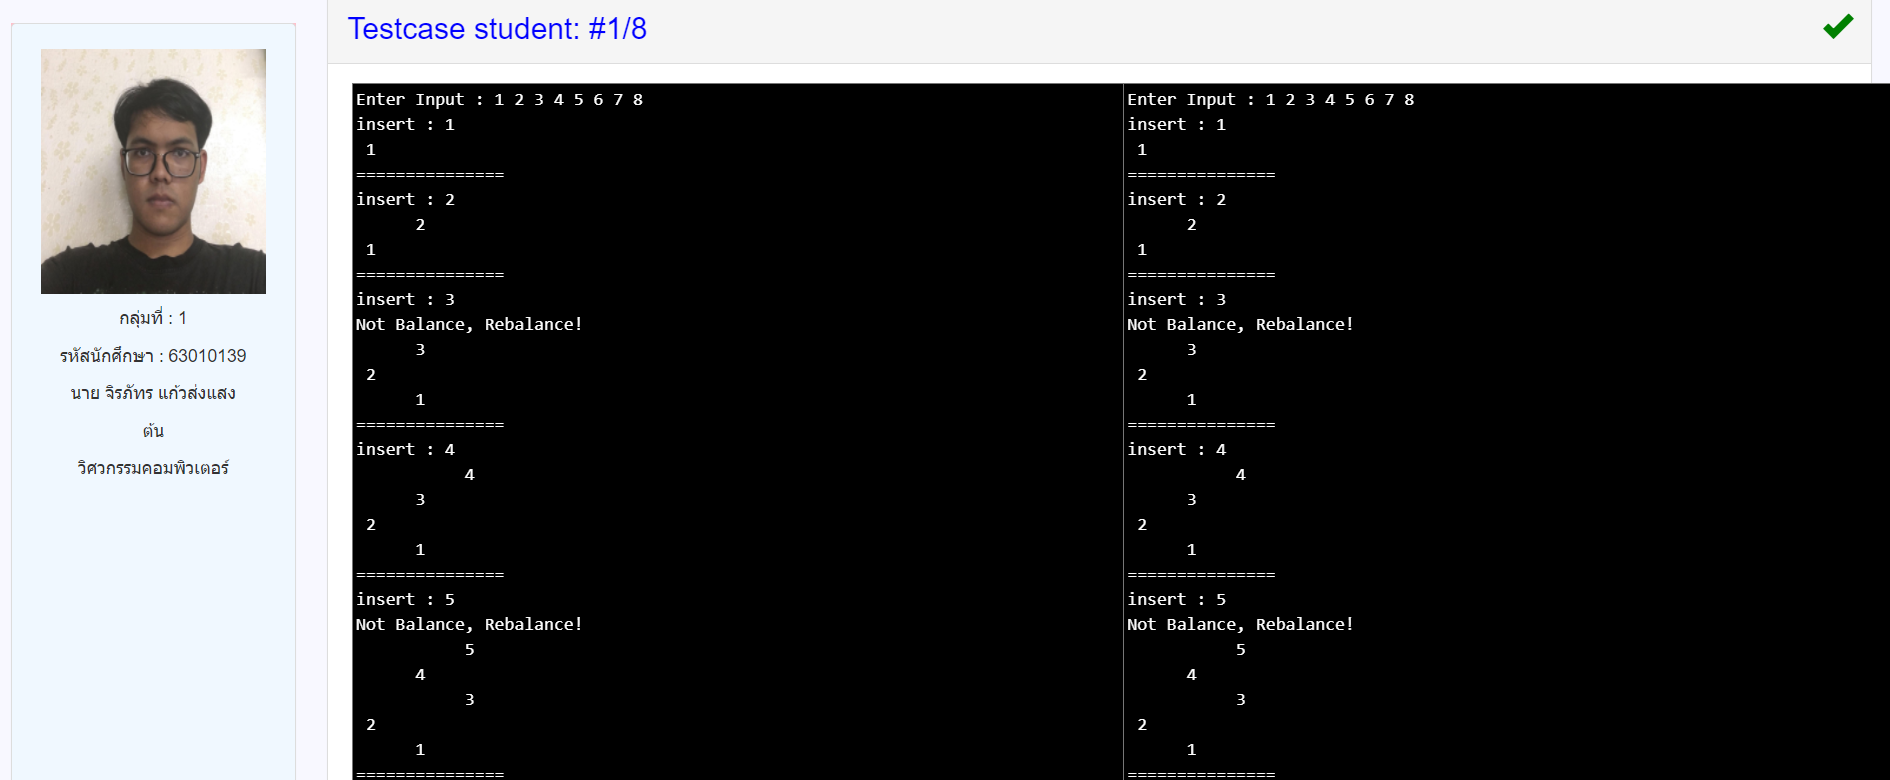 Testcase student: #1/8
กลุ่มที่ : 1
รหัสนักศึกษา : 63010139
นาย จิรภัทร แก้วส่งแสง
ต้น
วิศวกรรมคอมพิวเตอร์
Enter Input : 1 2 3 4 5 6 7 8
insert : 1
 1
===============
insert : 2
      2
 1
===============
insert : 3
Not Balance, Rebalance!
      3
 2
      1
===============
insert : 4
           4
      3
 2
      1
===============
insert : 5
Not Balance, Rebalance!
           5
      4
           3
 2
      1
===============
Enter Input : 1 2 3 4 5 6 7 8
insert : 1
 1
===============
insert : 2
      2
 1
===============
insert : 3
Not Balance, Rebalance!
      3
 2
      1
===============
insert : 4
           4
      3
 2
      1
===============
insert : 5
Not Balance, Rebalance!
           5
      4
           3
 2
      1
===============